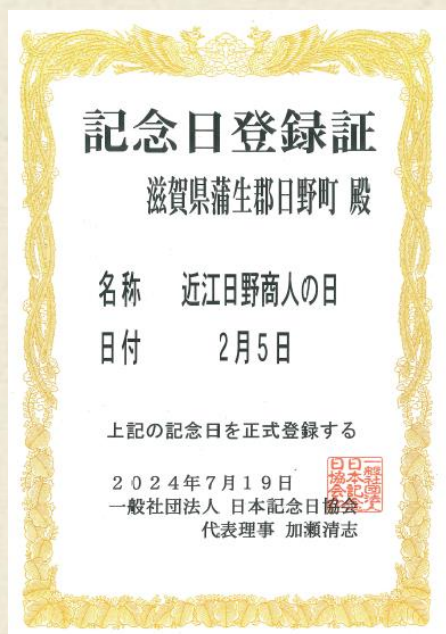 記念日登録証
滋賀県蒲生郡日野町 殿
名称 近江日野商人の日
日付 2月5日
上記の記念日を正式登録する
2024年7月19日
一般社団法人 日本記念日協会
代表理事 加瀬清志
一般社団法人
日本記念
日協会